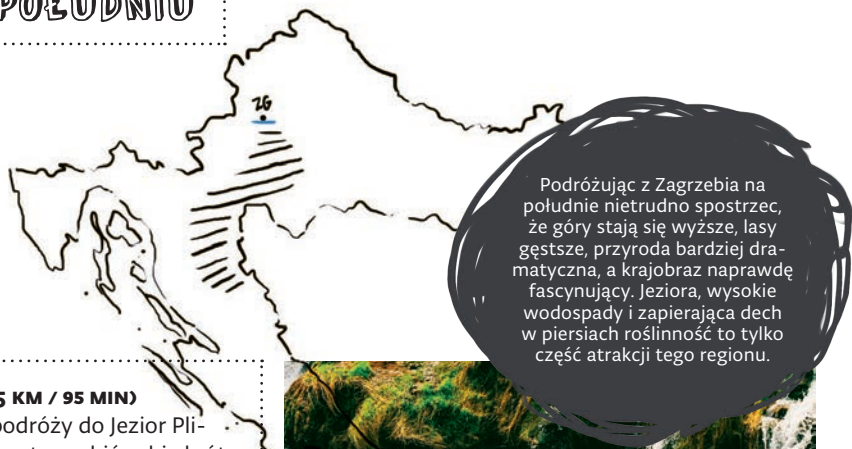 POŁUDNIU
ZG
Podróżując z Zagrzebia na
południe nietrudno spostrzec,
że góry stają się wyższe, lasy
gęstsze, przyroda bardziej dra-
matyczna, a krajobraz naprawdę
fascynujący. Jeziora, wysokie
wodospady i zapierająca dech
w piersiach roślinność to tylko
część atrakcji tego regionu.
5 KM / 95 MIN)
podróży do Jezior Pli-